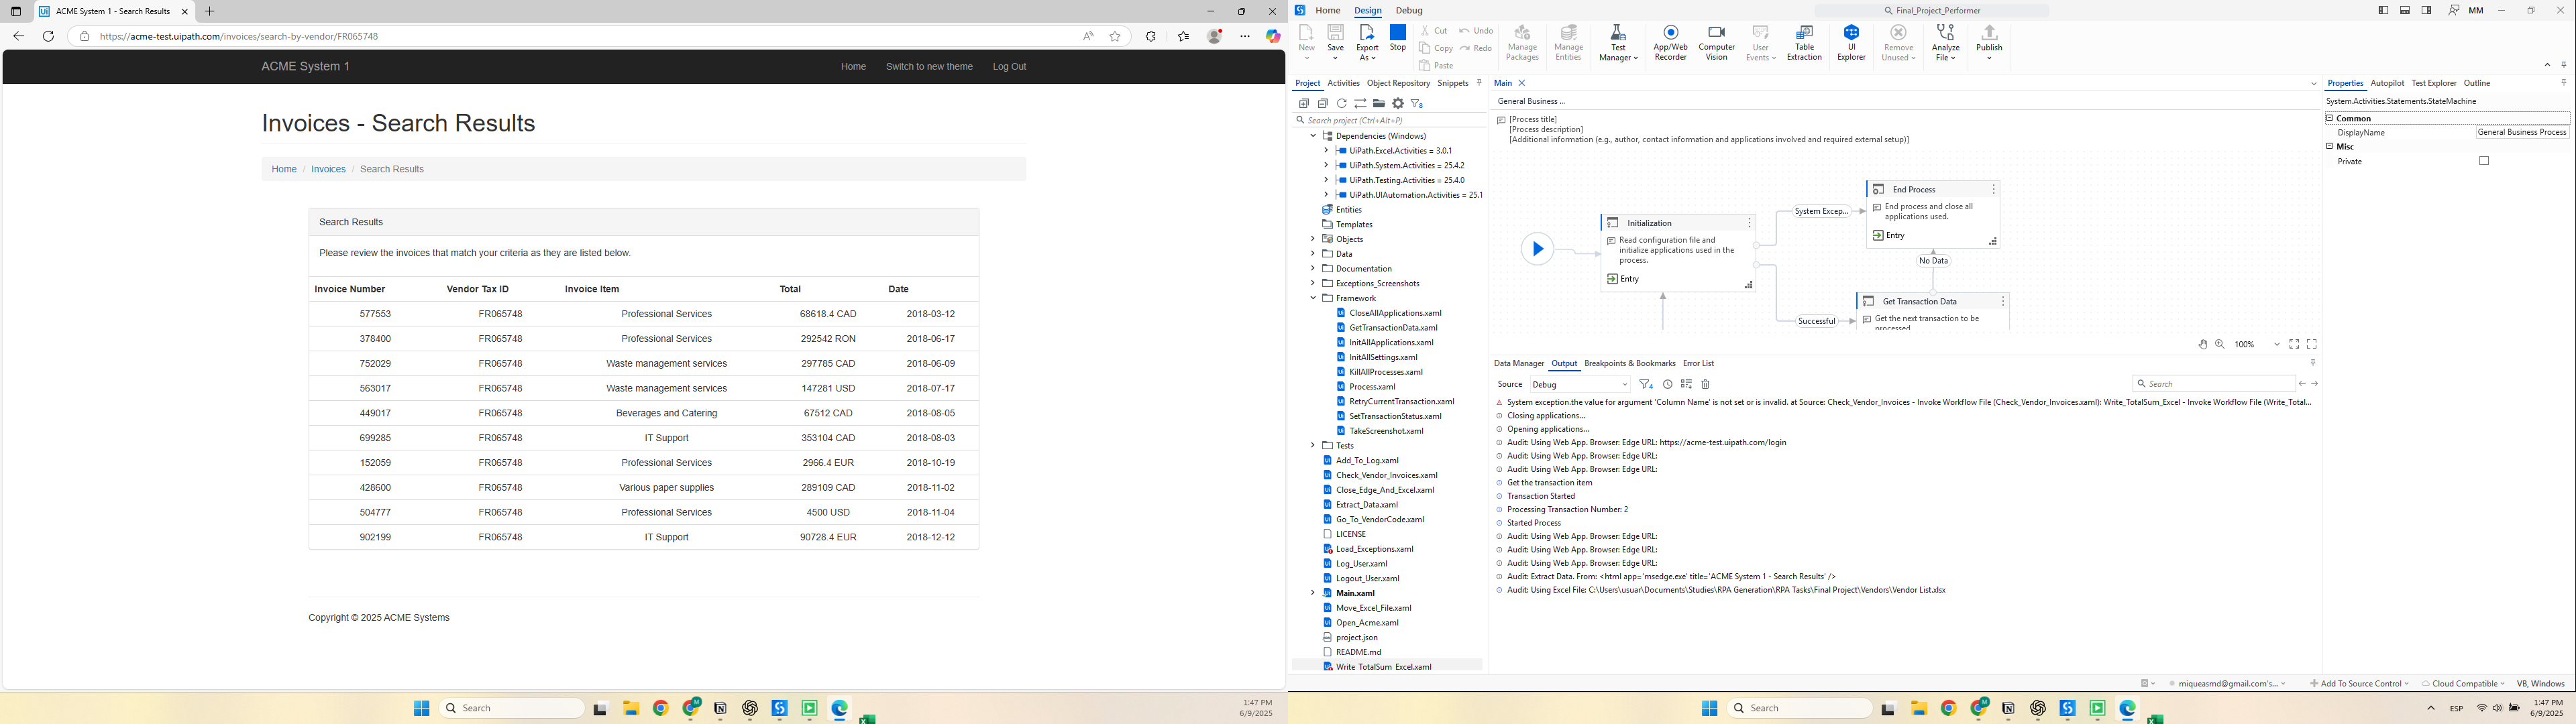 ACME System 1 - Search Results
https://acme-test.uipath.com/invoices/search-by-vendor/FR065748
ACME System 1
Home Switch to new theme Log Out
Invoices - Search Results
Home / Invoices / Search Results
Search Results
Please review the invoices that match your criteria as they are listed below.
Invoice Number Vendor Tax ID Invoice Item Total Date
577553 FR065748 Professional Services 68618.4 CAD 2018-03-12
378400 FR065748 Professional Services 292542 RON 2018-06-17
752029 FR065748 Waste management services 297785 CAD 2018-06-09
563017 FR065748 Waste management services 147281 USD 2018-07-17
449017 FR065748 Beverages and Catering 67512 CAD 2018-08-05
699285 FR065748 IT Support 353104 CAD 2018-08-03
152059 FR065748 Professional Services 2966.4 EUR 2018-10-19
428600 FR065748 Various paper supplies 289109 CAD 2018-11-02
504777 FR065748 Professional Services 4500 USD 2018-11-04
902199 FR065748 IT Support 90728.4 EUR 2018-12-12
Copyright © 2025 ACME Systems
Search
1:47 PM
6/9/2025
Home Design Debug
Final_Project_Performer
MM
New
Save
Export As
Stop
Cut
Copy
Paste
Undo
Redo
Manage Packages
Manage Entities
Test Manager
App/Web Recorder
Computer Vision
User Events
Table Extraction
UI Explorer
Remove Unused
Analyze File
Publish
Project Activities Object Repository Snippets
Search project (Ctrl+Alt+P)
Dependencies (Windows)
UiPath.Excel.Activities = 3.0.1
UiPath.System.Activities = 25.4.2
UiPath.Testing.Activities = 25.4.0
UiPath.UIAutomation.Activities = 25.1
Entities
Templates
Objects
Data
Documentation
Exceptions_Screenshots
Framework
CloseAllApplications.xaml
GetTransactionData.xaml
InitAllApplications.xaml
InitAllSettings.xaml
KillAllProcesses.xaml
Process.xaml
RetryCurrentTransaction.xaml
SetTransactionStatus.xaml
TakeScreenshot.xaml
Tests
Add_To_Log.xaml
Check_Vendor_Invoices.xaml
Close_Edge_And_Excel.xaml
Extract_Data.xaml
Go_To_VendorCode.xaml
LICENSE
Load_Exceptions.xaml
Log_User.xaml
Logout_User.xaml
Main.xaml
Move_Excel_File.xaml
Open_Acme.xaml
project.json
README.md
Write_TotalSum_Excel.xaml
Main
General Business ...
[Process title]
[Process description]
[Additional information (e.g., author, contact information and applications involved and required external setup)]
Initialization
Read configuration file and
initialize applications used in the
process.
Entry
System Excep...
End Process
End process and close all
applications used.
Entry
No Data
Successful
Get Transaction Data
Get the next transaction to be
processed
100%
Data Manager Output Breakpoints & Bookmarks Error List
Source Debug
4
Search
System exception.the value for argument 'Column Name' is not set or is invalid. at Source: Check_Vendor_Invoices - Invoke Workflow File (Check_Vendor_Invoices.xaml): Write_TotalSum_Excel - Invoke Workflow File (Write_Total...
Closing applications...
Opening applications...
Audit: Using Web App. Browser: Edge URL: https://acme-test.uipath.com/login
Audit: Using Web App. Browser: Edge URL:
Audit: Using Web App. Browser: Edge URL:
Get the transaction item
Transaction Started
Processing Transaction Number: 2
Started Process
Audit: Using Web App. Browser: Edge URL:
Audit: Using Web App. Browser: Edge URL:
Audit: Using Web App. Browser: Edge URL:
Audit: Extract Data. From: <html app='msedge.exe' title='ACME System 1 - Search Results' />
Audit: Using Excel File: C:\Users\usuar\Documents\Studies\RPA Generation\RPA Tasks\Final Project\Vendors\Vendor List.xlsx
Properties Autopilot Test Explorer Outline
System.Activities.Statements.StateMachine
Common
DisplayName General Business Process
Misc
Private
miqueasmd@gmail.com's...
Add To Source Control
Cloud Compatible
VB, Windows
Search
ESP
1:47 PM
6/9/2025